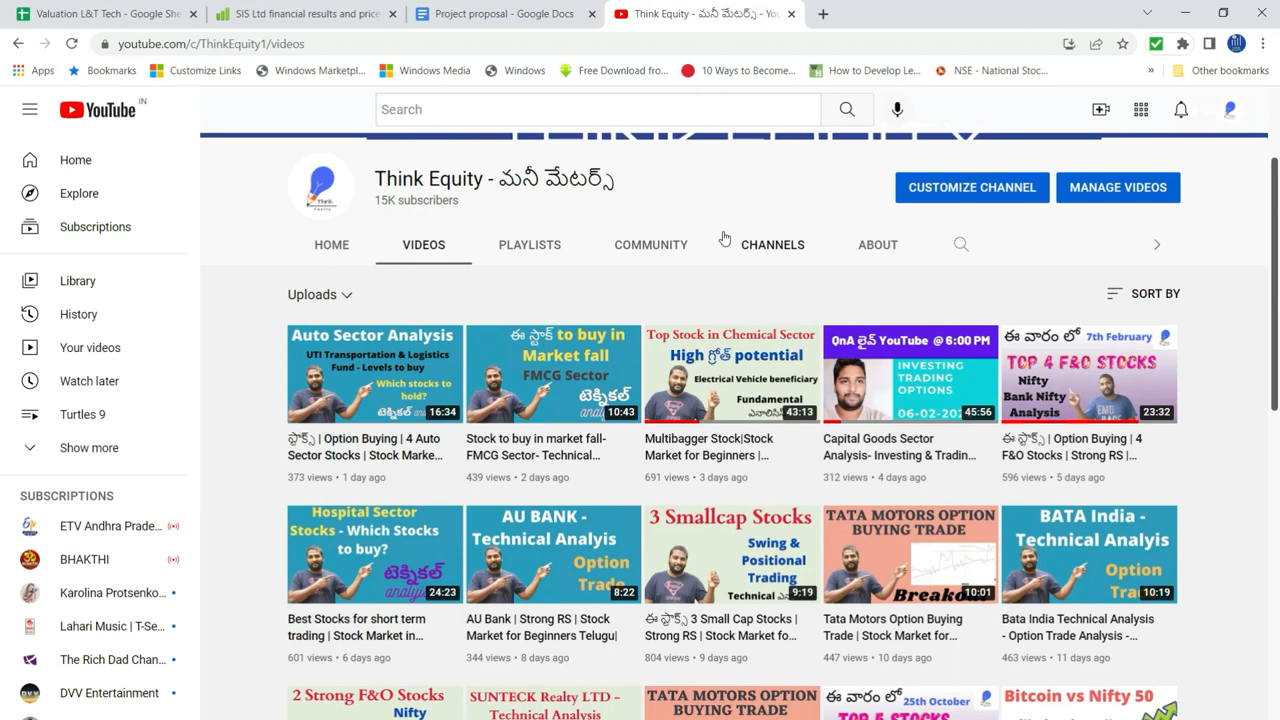 Valuation L&T Tech - Google She
SIS Ltd financial results and price
Project proposal - Google Docs
Think Equity - మనీ మేటర్స్ - You
youtube.com/c/ThinkEquity1/videos
Apps
Bookmarks
Customize Links
Windows Marketpl...
Windows Media
Windows
Free Download fro...
10 Ways to Become...
How to Develop Le...
NSE - National Stoc...
»
Other bookmarks
YouTube IN
Search
Home
Explore
Subscriptions
Library
History
Your videos
Watch later
Turtles 9
Show more
SUBSCRIPTIONS
ETV Andhra Prade...
BHAKTHI
Karolina Protsenko...
Lahari Music | T-Se...
The Rich Dad Chan...
DVV Entertainment
Think Equity - మనీ మేటర్స్
15K subscribers
CUSTOMIZE CHANNEL
MANAGE VIDEOS
HOME
VIDEOS
PLAYLISTS
COMMUNITY
CHANNELS
ABOUT
Uploads
SORT BY
Auto Sector Analysis
UTI Transportation & Logistics
Fund - Levels to buy
Which stocks to
hold?
టెక్నికల్
16:34
ఫ్లాక్స్ | Option Buying | 4 Auto
Sector Stocks | Stock Marke...
373 views • 1 day ago
ఈ స్టాక్ to buy in
Market fall
FMCG Sector
టెక్నికల్
10:43
Stock to buy in market fall-
FMCG Sector- Technical...
439 views • 2 days ago
Top Stock in Chemical Sector
High గ్రోత్ potential
Electrical Vehicle beneficiary
Fundamental
43:13
Multibagger Stock|Stock
Market for Beginners |...
691 views • 3 days ago
QnA లైవ్ YouTube @ 6:00 PM
INVESTING
TRADING
OPTIONS
06-02-202
45:56
Capital Goods Sector
Analysis- Investing & Tradin...
312 views • 4 days ago
ఈ వారం లో 7th February
TOP 4 F&O STOCKS
Nifty
Bank Nifty
Analysis
23:32
ఈ ఫ్లాక్స్ | Option Buying | 4
F&O Stocks | Strong RS |...
596 views • 5 days ago
Hospital Sector
Stocks - Which Stocks
to buy?
టెక్నికల్
24:23
Best Stocks for short term
trading | Stock Market in...
601 views • 6 days ago
AU BANK -
Technical Analyis
Option
Trade
8:22
AU Bank | Strong RS | Stock
Market for Beginners Telugu|
344 views • 8 days ago
3 Smallcap Stocks
Swing &
Positional
Trading
Technical
9:19
ఈ ఫ్లాక్స్ 3 Small Cap Stocks |
Strong RS | Stock Market fo...
804 views • 9 days ago
TATA MOTORS OPTION
BUYING TRADE
Breakout
10:01
Tata Motors Option Buying
Trade | Stock Market for...
447 views • 10 days ago
BATA India -
Technical Analyis
Option
10:19
Bata India Technical Analysis
- Option Trade Analysis -...
463 views • 11 days ago
2 Strong F&O Stocks
Nifty
SUNTECK Realty LTD -
Technical Analysis
TATA MOTORS OPTION
BUYING TRADE
ఈ వారం లో 25th October
TOP 5 STOCKS
Bitcoin vs Nifty 50